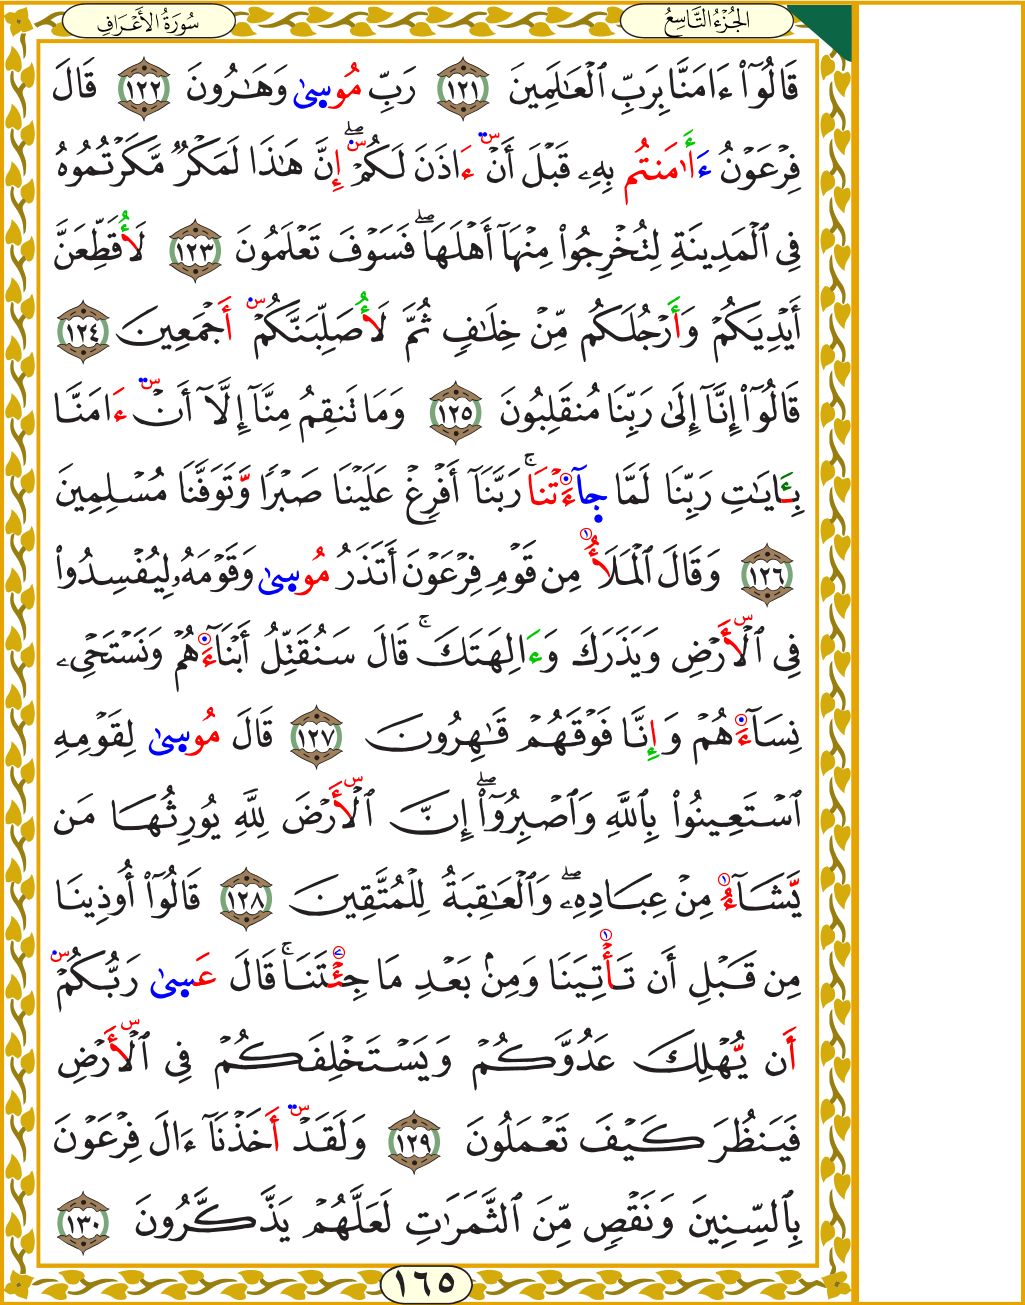 سُورَةُ الأَعْرَافِ
الجُزْءُ التَّاسِعُ
قَالُوٓا۟ ءَامَنَّا بِرَبِّ ٱلْعَٰلَمِينَ ١٢١ رَبِّ مُوسَىٰ وَهَٰرُونَ ١٢٢ قَالَ
فِرْعَوْنُ ءَأَٰمَنتُم بِهِۦ قَبْلَ أَنْ ءَاذَنَ لَكُمْ ۖ إِنَّ هَٰذَا لَمَكْرٌ مَّكَرْتُمُوهُ
فِى ٱلْمَدِينَةِ لِتُخْرِجُوا۟ مِنْهَآ أَهْلَهَا ۖ فَسَوْفَ تَعْلَمُونَ ١٢٣ لَأُقَطِّعَنَّ
أَيْدِيَكُمْ وَأَرْجُلَكُم مِّنْ خِلَٰفٍ ثُمَّ لَأُصَلِّبَنَّكُمْ أَجْمَعِينَ ١٢٤
قَالُوٓا۟ إِنَّآ إِلَىٰ رَبِّنَا مُنقَلِبُونَ ١٢٥ وَمَا تَنقِمُ مِنَّآ إِلَّآ أَنْ ءَامَنَّا
بِـَٔايَٰتِ رَبِّنَا لَمَّا جَآءَتْنَا ۚ رَبَّنَآ أَفْرِغْ عَلَيْنَا صَبْرًا وَتَوَفَّنَا مُسْلِمِينَ
١٢٦ وَقَالَ ٱلْمَلَأُ مِن قَوْمِ فِرْعَوْنَ أَتَذَرُ مُوسَىٰ وَقَوْمَهُۥ لِيُفْسِدُوا۟
فِى ٱلْأَرْضِ وَيَذَرَكَ وَءَالِهَتَكَ ۚ قَالَ سَنُقَتِّلُ أَبْنَآءَهُمْ وَنَسْتَحْىِۦ
نِسَآءَهُمْ وَإِنَّا فَوْقَهُمْ قَٰهِرُونَ ١٢٧ قَالَ مُوسَىٰ لِقَوْمِهِ
ٱسْتَعِينُوا۟ بِٱللَّهِ وَٱصْبِرُوٓا۟ ۖ إِنَّ ٱلْأَرْضَ لِلَّهِ يُورِثُهَا مَن
يَشَآءُ مِنْ عِبَادِهِۦ ۖ وَٱلْعَٰقِبَةُ لِلْمُتَّقِينَ ١٢٨ قَالُوٓا۟ أُوذِينَا
مِن قَبْلِ أَن تَأْتِيَنَا وَمِنۢ بَعْدِ مَا جِئْتَنَا ۚ قَالَ عَسَىٰ رَبُّكُمْ
أَن يُهْلِكَ عَدُوَّكُمْ وَيَسْتَخْلِفَكُمْ فِى ٱلْأَرْضِ
فَيَنظُرَ كَيْفَ تَعْمَلُونَ ١٢٩ وَلَقَدْ أَخَذْنَآ ءَالَ فِرْعَوْنَ
بِٱلسِّنِينَ وَنَقْصٍ مِّنَ ٱلثَّمَرَٰتِ لَعَلَّهُمْ يَذَّكَّرُونَ ١٣٠
١٦٥